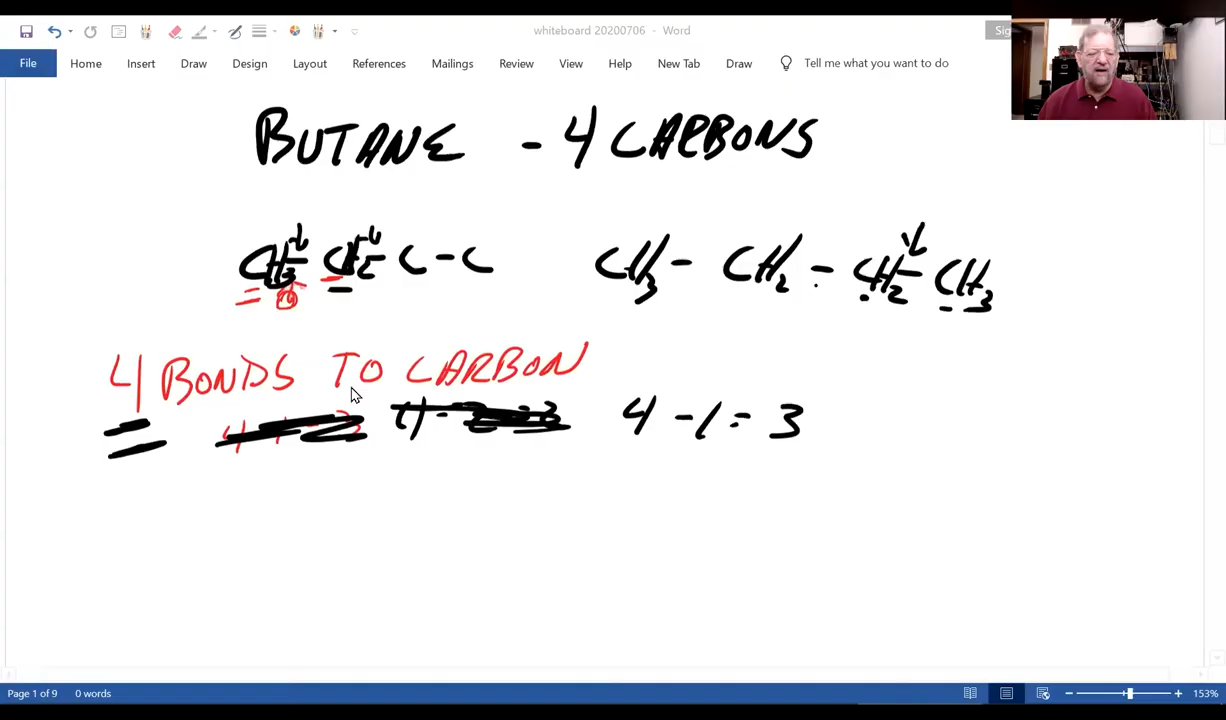 whiteboard 20200706 - Word
File Home Insert Draw Design Layout References Mailings Review View Help New Tab Draw Tell me what you want to do
BUTANE - 4 CARBONS
CH3 - CH2 - C - C CH3 - CH2 - CH2 - CH3
4 BONDS TO CARBON
4 - 1 = 3
Page 1 of 9 0 words 153%